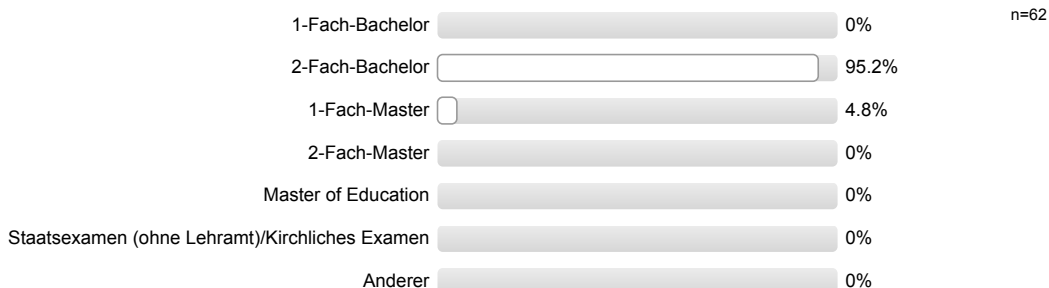 n=62
1-Fach-Bachelor 0%
2-Fach-Bachelor 95.2%
1-Fach-Master 4.8%
2-Fach-Master 0%
Master of Education 0%
Staatsexamen (ohne Lehramt)/Kirchliches Examen 0%
Anderer 0%